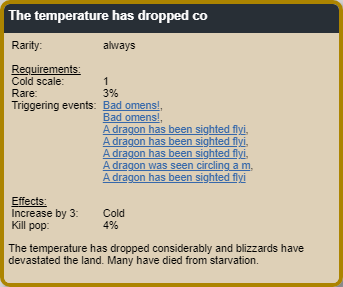 The temperature has dropped co
Rarity: always
Requirements:
Cold scale: 1
Rare: 3%
Triggering events: Bad omens!,
Bad omens!,
A dragon has been sighted flyi,
A dragon has been sighted flyi,
A dragon has been sighted flyi,
A dragon was seen circling a m,
A dragon has been sighted flyi
Effects:
Increase by 3: Cold
Kill pop: 4%
The temperature has dropped considerably and blizzards have
devastated the land. Many have died from starvation.